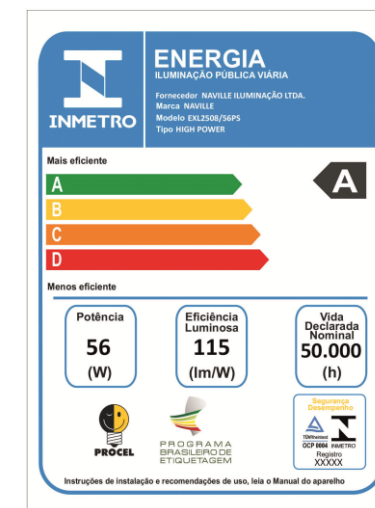 INMETRO
ENERGIA
ILUMINAÇÃO PÚBLICA VIÁRIA
Fornecedor NAVILLE ILUMINAÇÃO LTDA.
Marca NAVILLE
Modelo EXL2508/56PS
Tipo HIGH POWER
Mais eficiente
A
A
B
C
D
Menos eficiente
Potência
56
(W)
Eficiência
Luminosa
115
(lm/W)
Vida
Declarada
Nominal
50.000
(h)
PROCEL
PROGRAMA
BRASILEIRO DE
ETIQUETAGEM
Segurança
Desempenho
TÜVRheinland
OCP 0004 INMETRO
Registro
XXXXX
Instruções de instalação e recomendações de uso, leia o Manual do aparelho